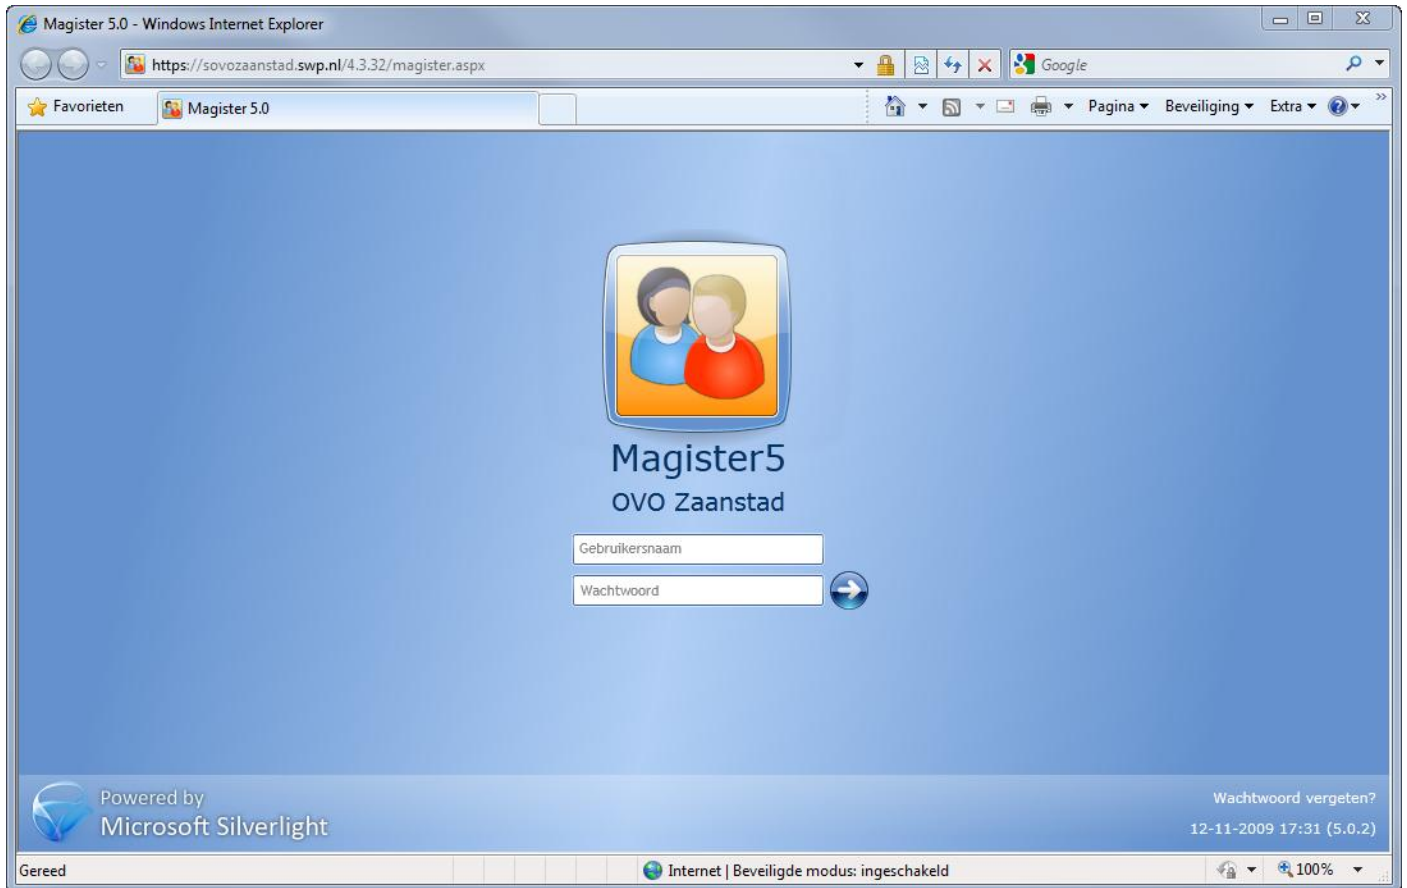 Magister 5.0 - Windows Internet Explorer
https://sovozaanstad.swp.nl/4.3.32/magister.aspx
Google
Favorieten
Magister 5.0
Pagina
Beveiliging
Extra
Magister5
OVO Zaanstad
Gebruikersnaam
Wachtwoord
Powered by
Microsoft Silverlight
Wachtwoord vergeten?
12-11-2009 17:31 (5.0.2)
Gereed
Internet | Beveiligde modus: ingeschakeld
100%